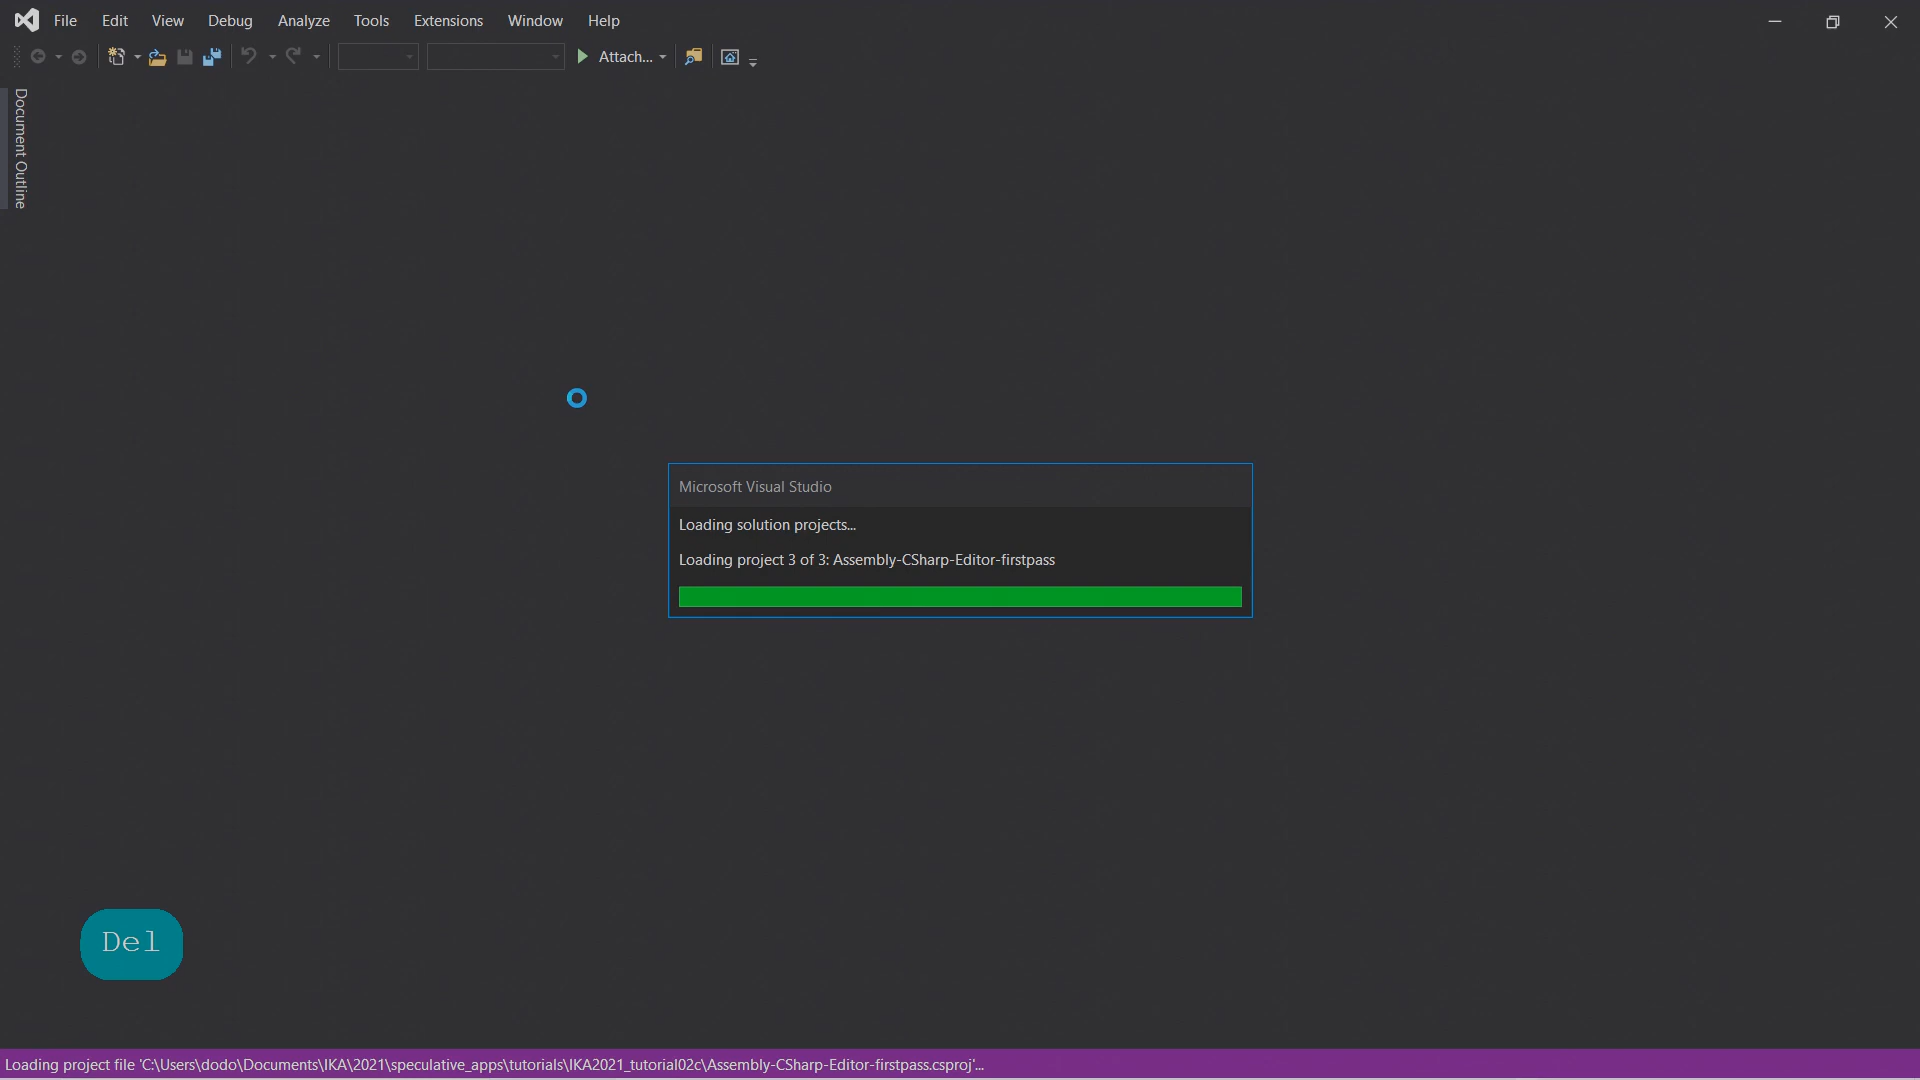 File Edit View Debug Analyze Tools Extensions Window Help
Attach...
Document Outline
Microsoft Visual Studio
Loading solution projects...
Loading project 3 of 3: Assembly-CSharp-Editor-firstpass
Del
Loading project file 'C:\Users\dodo\Documents\IKA\2021\speculative_apps\tutorials\IKA2021_tutorial02c\Assembly-CSharp-Editor-firstpass.csproj'...